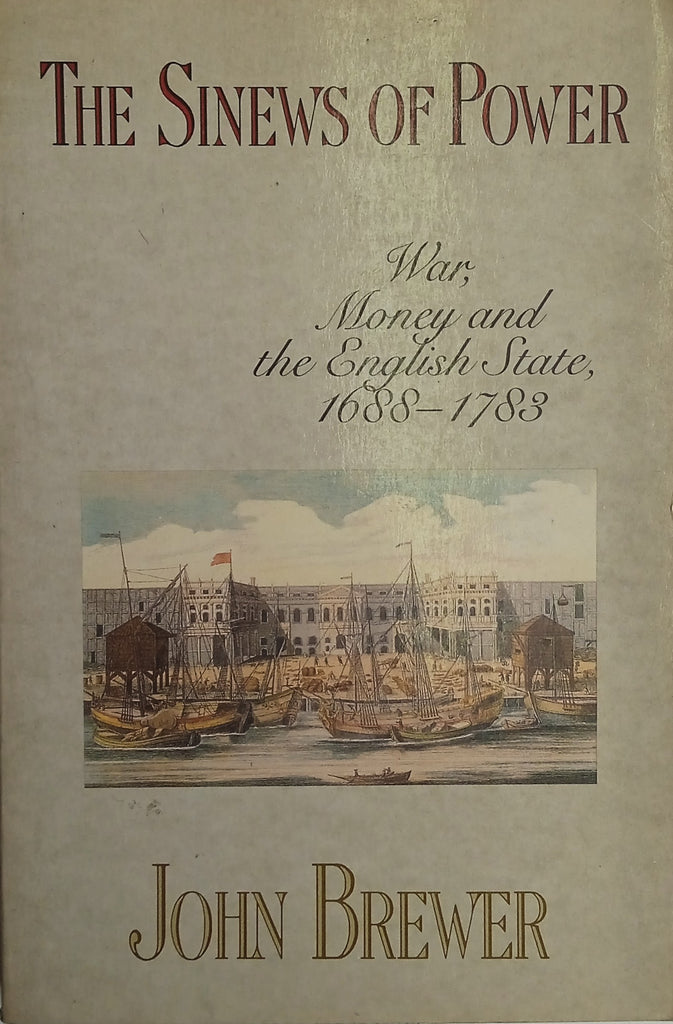 THE SINEWS OF POWER
War,
Money and
the English State,
1688–1783
JOHN BREWER